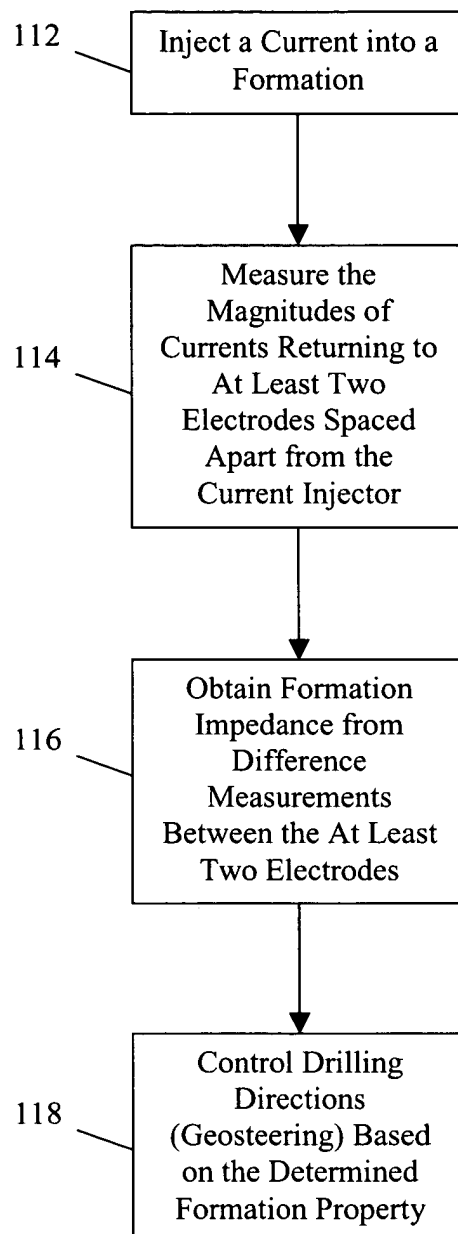 112
Inject a Current into a
Formation
114
Measure the
Magnitudes of
Currents Returning to
At Least Two
Electrodes Spaced
Apart from the
Current Injector
116
Obtain Formation
Impedance from
Difference
Measurements
Between the At Least
Two Electrodes
118
Control Drilling
Directions
(Geosteering) Based
on the Determined
Formation Property